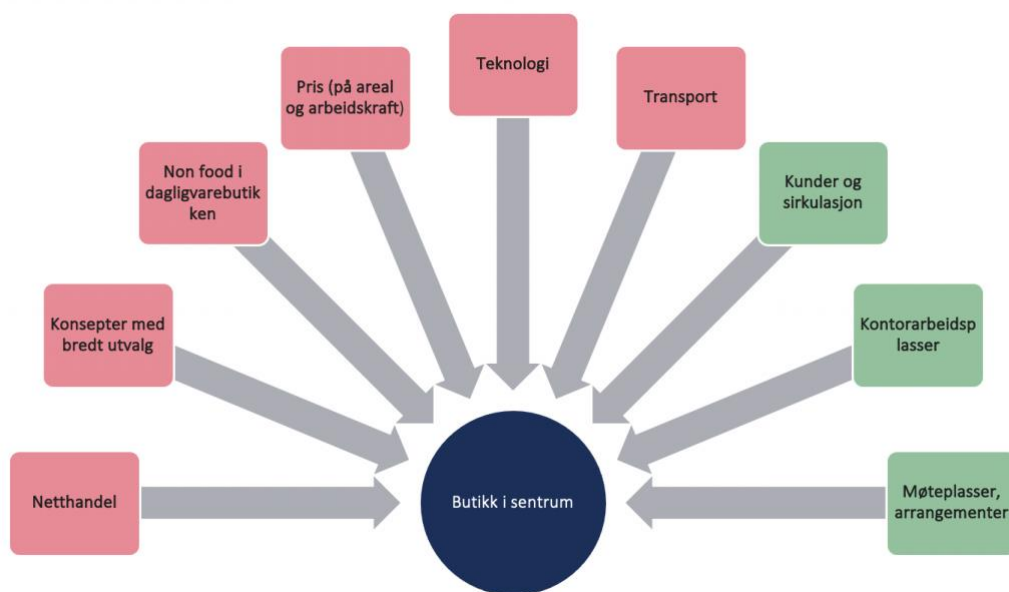 Teknologi
Pris (på areal
og arbeidskraft)
Transport
Non food i
dagligvarebutik
ken
Kunder og
sirkulasjon
Konsepter med
bredt utvalg
Kontorarbeidsp
lasser
Netthandel
Butikk i sentrum
Møteplasser,
arrangementer